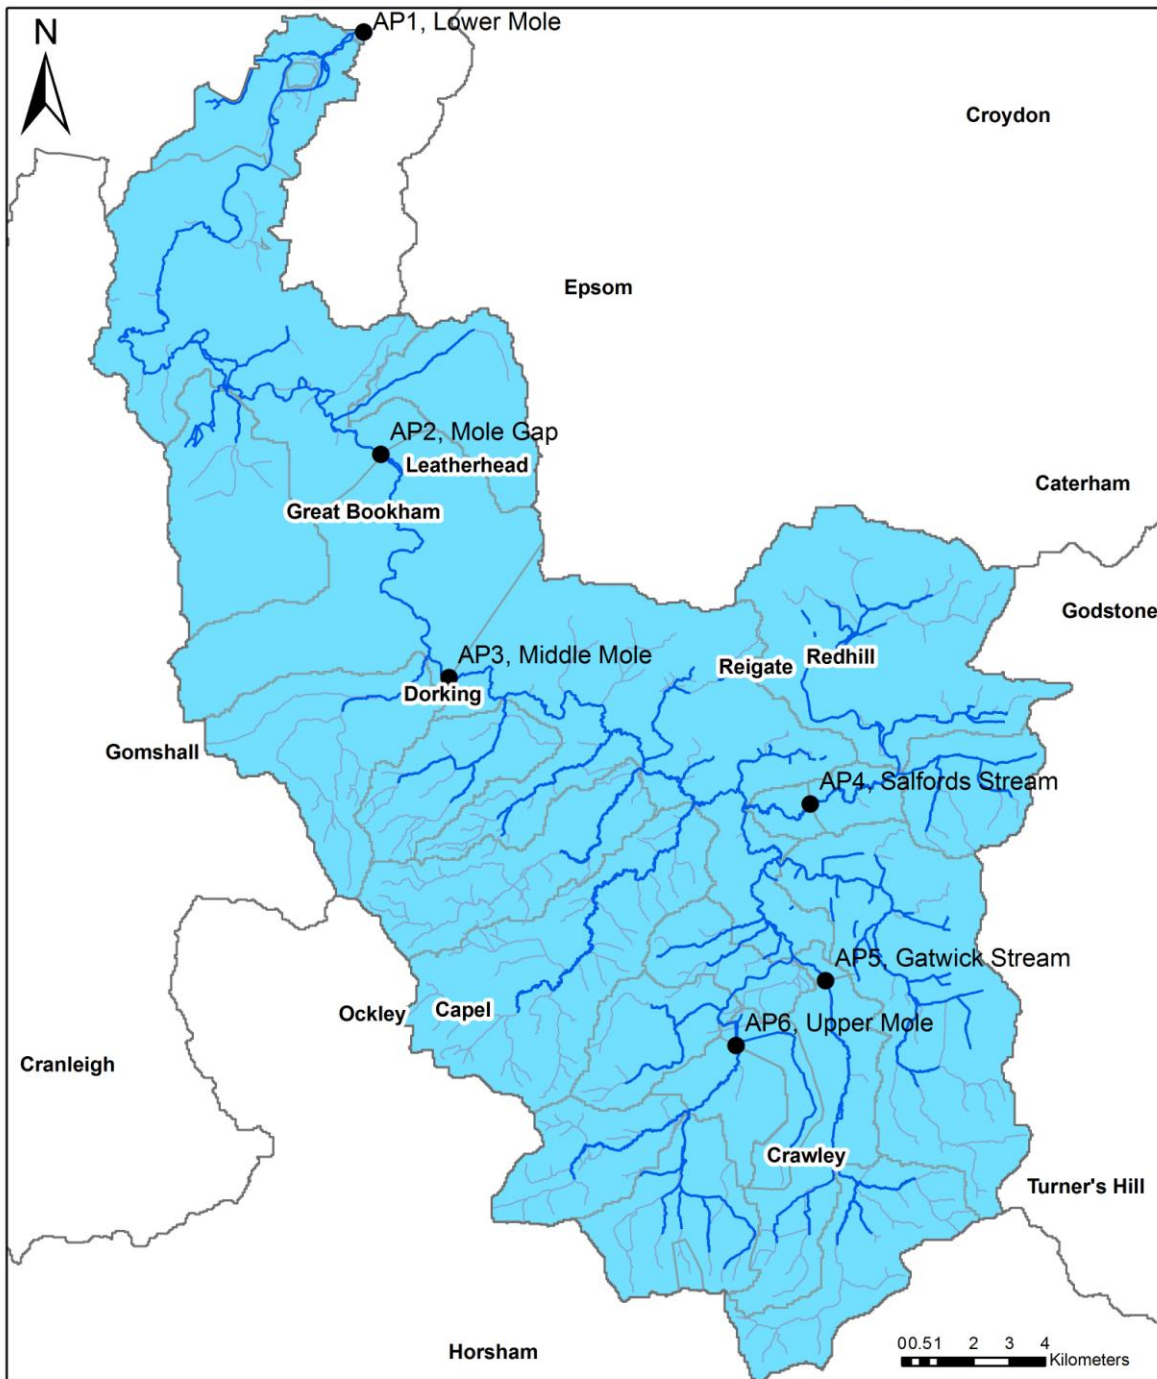 AP1, Lower Mole
N
Croydon
Epsom
AP2, Mole Gap
Leatherhead
Caterham
Great Bookham
Godstone
AP3, Middle Mole
Redhill
Reigate
Dorking
Gomshall
AP4, Salfords Stream
AP5, Gatwick Stream
Ockley
Capel
AP6, Upper Mole
Cranleigh
Crawley
Turner's Hill
Horsham
0 0.5 1 2 3 4
Kilometers